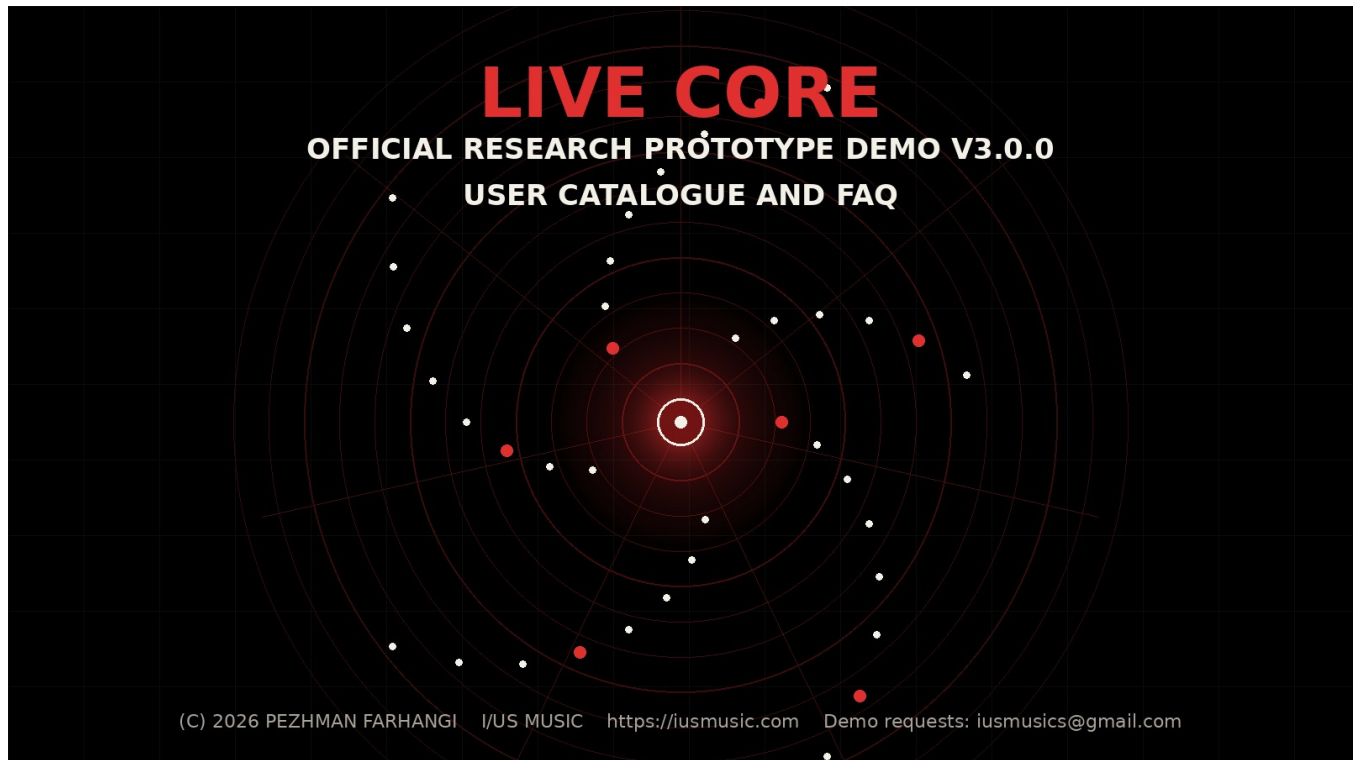 LIVE CORE
OFFICIAL RESEARCH PROTOTYPE DEMO V3.0.0
USER CATALOGUE AND FAQ
(C) 2026 PEZHMAN FARHANGI I/US MUSIC https://iusmusic.com Demo requests: iusmusics@gmail.com